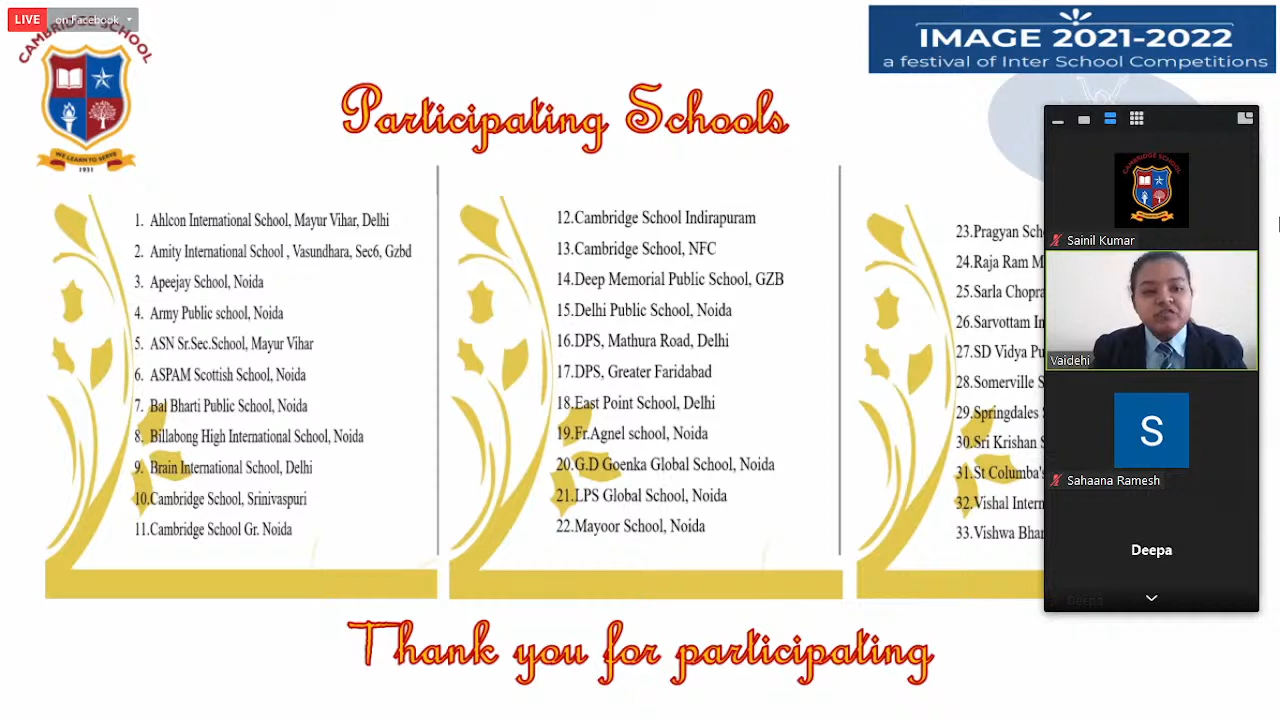 LIVE on Facebook
CAMBRIDGE SCHOOL
WE LEARN TO SERVE
1931
IMAGE 2021-2022
a festival of Inter School Competitions
Participating Schools
1. Ahlcon International School, Mayur Vihar, Delhi
2. Amity International School , Vasundhara, Sec6, Gzbd
3. Apeejay School, Noida
4. Army Public school, Noida
5. ASN Sr.Sec.School, Mayur Vihar
6. ASPAM Scottish School, Noida
7. Bal Bharti Public School, Noida
8. Billabong High International School, Noida
9. Brain International School, Delhi
10.Cambridge School, Srinivaspuri
11.Cambridge School Gr. Noida
12.Cambridge School Indirapuram
13.Cambridge School, NFC
14.Deep Memorial Public School, GZB
15.Delhi Public School, Noida
16.DPS, Mathura Road, Delhi
17.DPS, Greater Faridabad
18.East Point School, Delhi
19.Fr.Agnel school, Noida
20.G.D Goenka Global School, Noida
21.LPS Global School, Noida
22.Mayoor School, Noida
23.Pragyan Sch
24.Raja Ram M
25.Sarla Chopra
26.Sarvottam In
27.SD Vidya Pu
28.Somerville S
29.Springdales
30.Sri Krishan S
31.St Columba's
32.Vishal Intern
33.Vishwa Bhar
CAMBRIDGE SCHOOL
Sainil Kumar
Vaidehi
S
Sahaana Ramesh
Deepa
Deepa
Thank you for participating